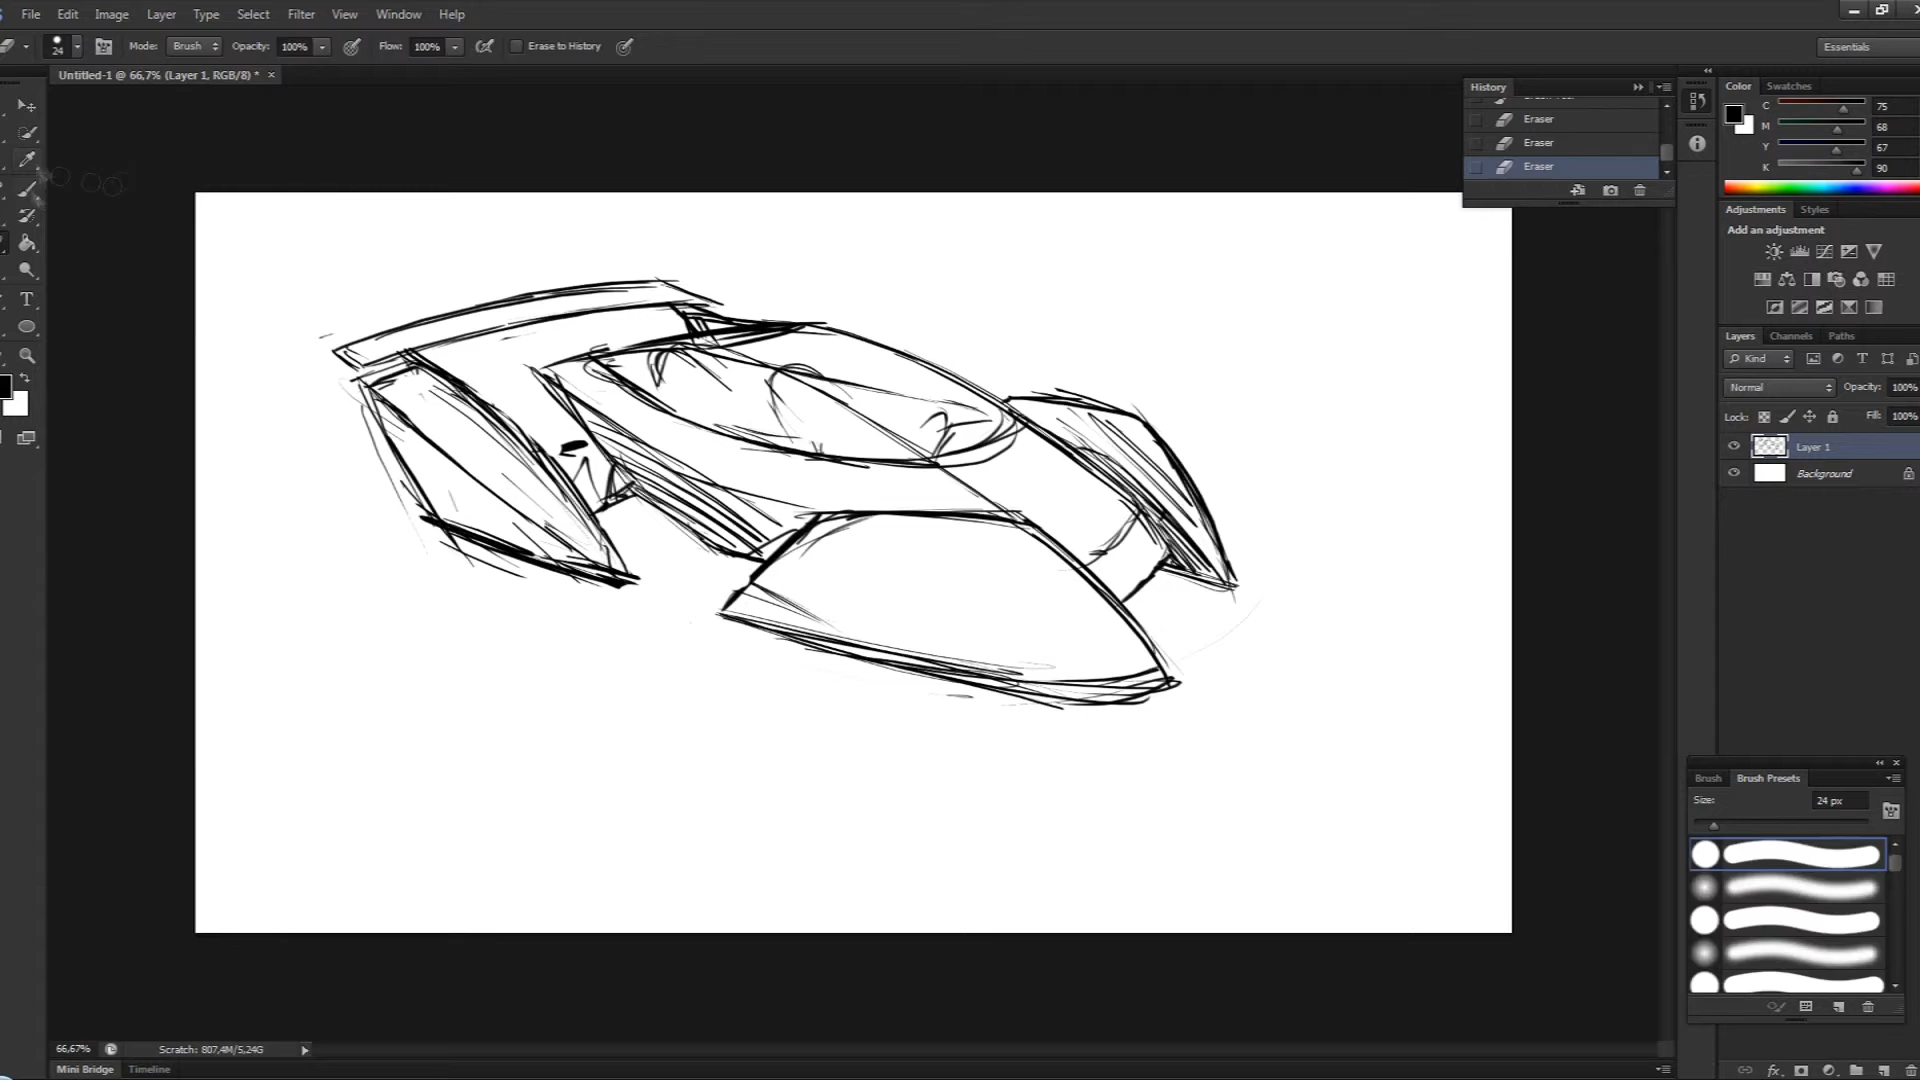 File Edit Image Layer Type Select Filter View Window Help
24 Mode: Brush Opacity: 100% Flow: 100% Erase to History Essentials
Untitled-1 @ 66,7% (Layer 1, RGB/8) *
History
Eraser
Eraser
Eraser
Color Swatches
C 75
M 68
Y 67
K 90
Adjustments Styles
Add an adjustment
Layers Channels Paths
Kind
Normal Opacity: 100%
Lock: Fill: 100%
Layer 1
Background
T
Brush Brush Presets
Size: 24 px
66,67% Scratch: 807,4M/5,24G
Mini Bridge Timeline